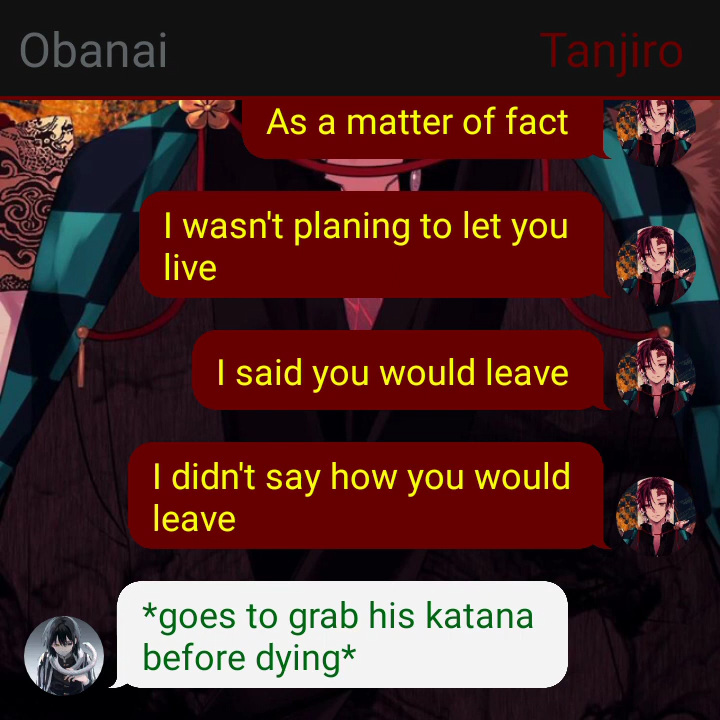 Obanai
Tanjiro
As a matter of fact
I wasn't planing to let you
live
I said you would leave
I didn't say how you would
leave
*goes to grab his katana
before dying*